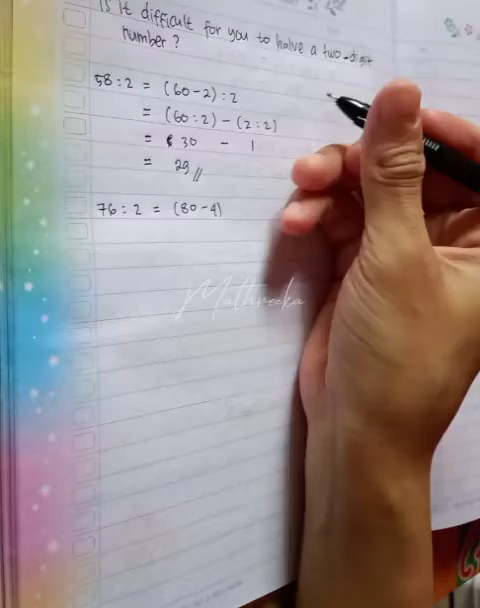 Is it difficult for you to halve a two-digit
number?
58 : 2 = (60 - 2) : 2
= (60 : 2) - (2 : 2)
= 30 - 1
= 29 //
76 : 2 = (80 - 4)
Mathreeka